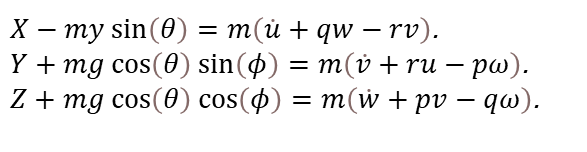 X − my sin(θ) = m(u̇ + qw − rv).
Y + mg cos(θ) sin(ϕ) = m(v̇ + ru − pω).
Z + mg cos(θ) cos(ϕ) = m(ẇ + pv − qω).